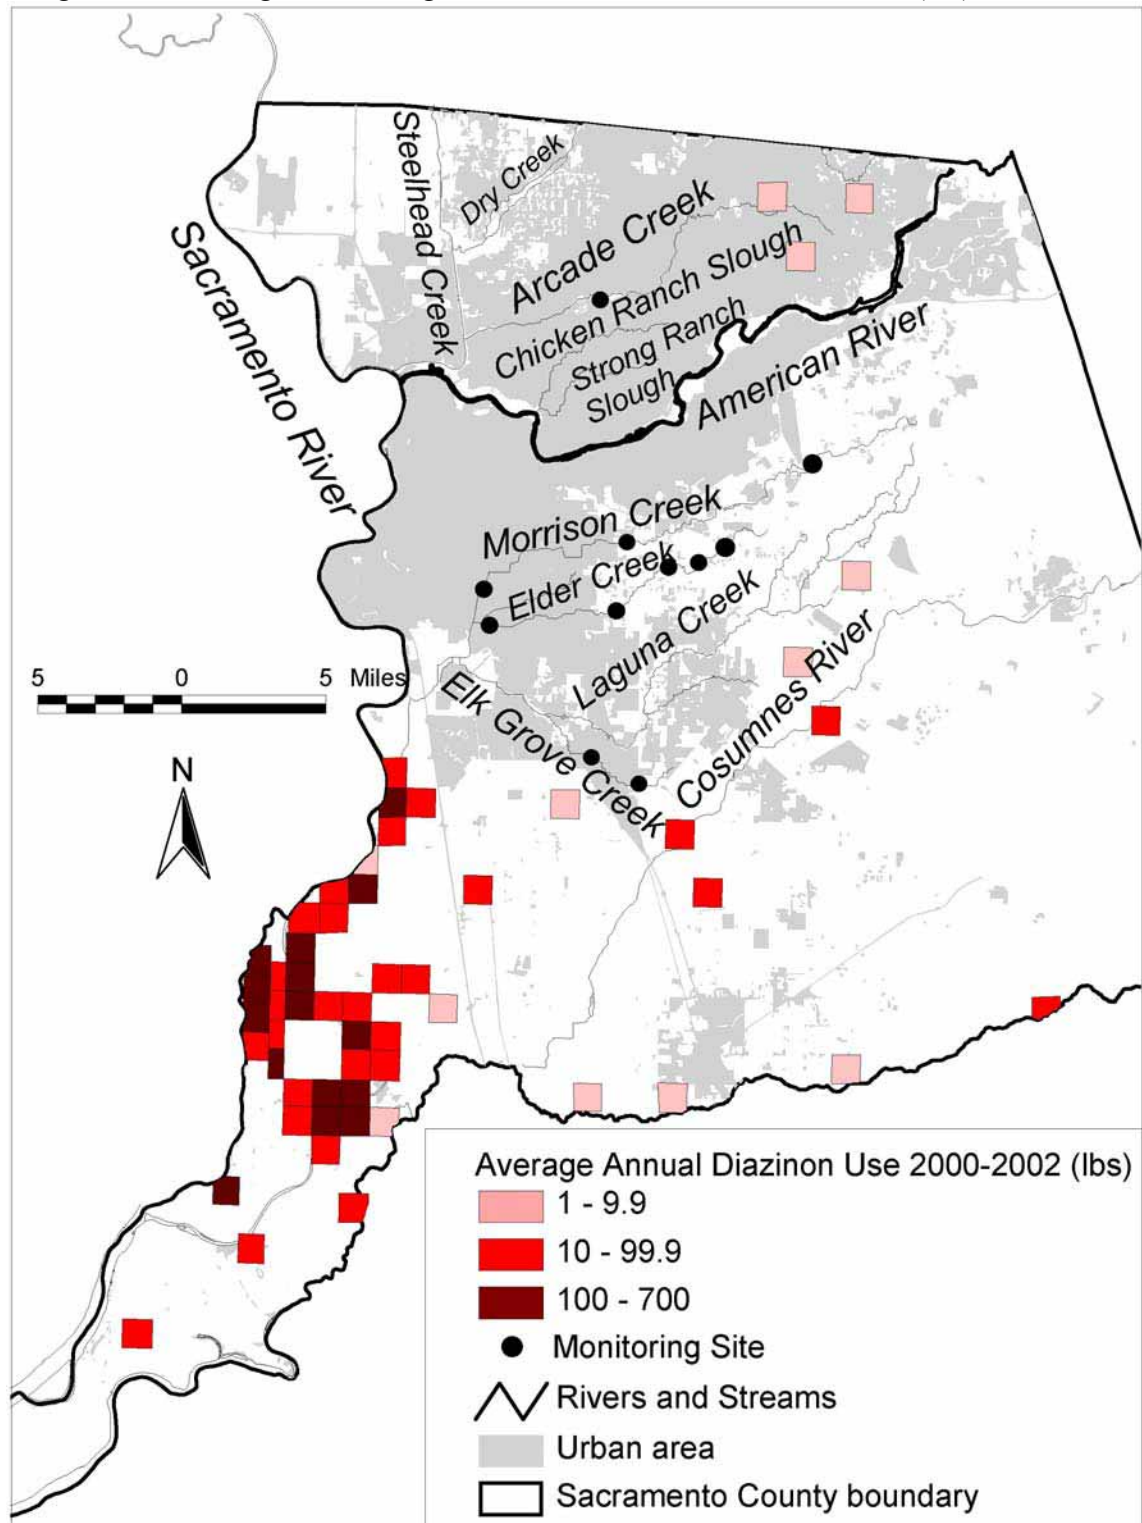 Steelhead Creek
Dry Creek
Arcade Creek
Sacramento River
Chicken Ranch Slough
Strong Ranch
Slough
American River
Morrison Creek
Elder Creek
Laguna Creek
5 0 5 Miles
Elk Grove Creek
Cosumnes River
N
Average Annual Diazinon Use 2000-2002 (lbs)
1 - 9.9
10 - 99.9
100 - 700
Monitoring Site
Rivers and Streams
Urban area
Sacramento County boundary